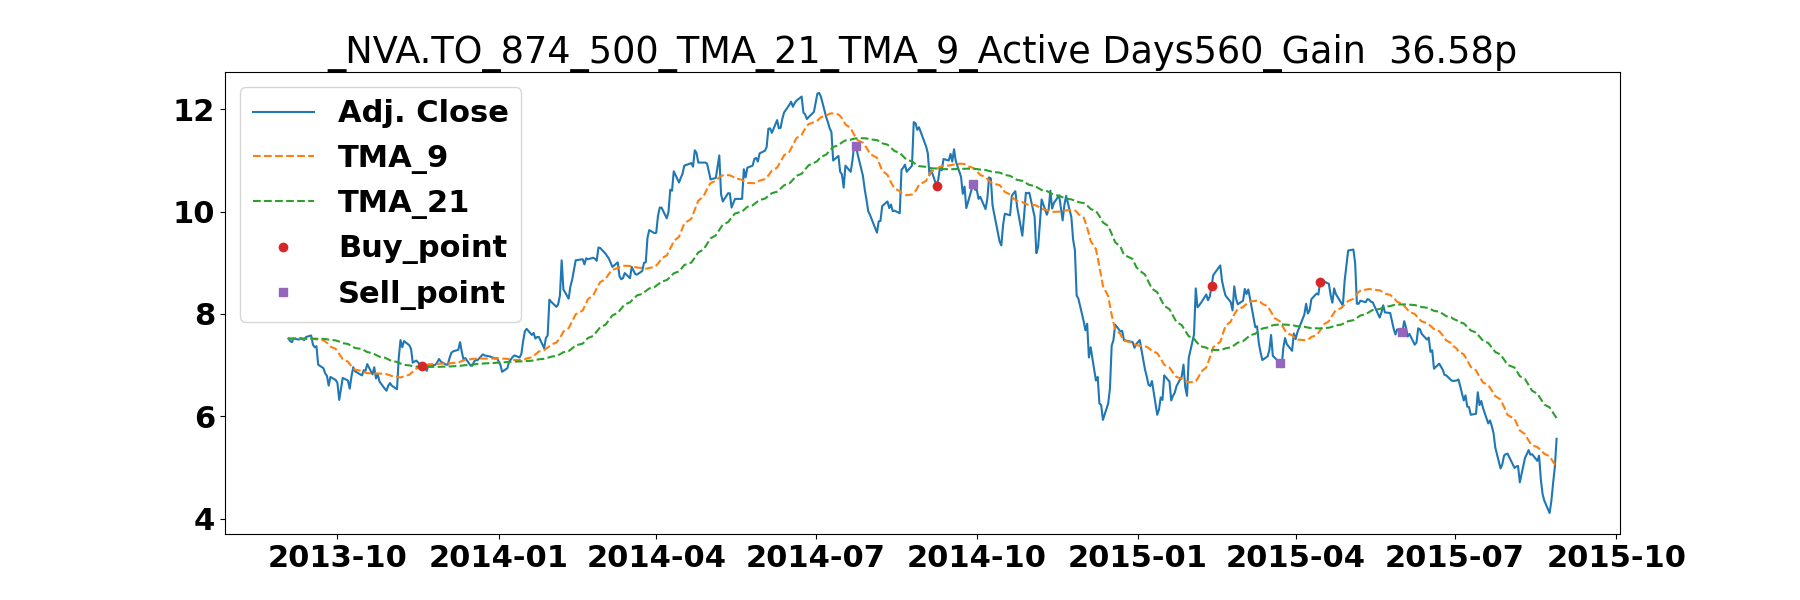 _NVA.TO_874_500_TMA_21_TMA_9_Active Days560_Gain  36.58p
Adj. Close
TMA_9
TMA_21
Buy_point
Sell_point
12
10
8
6
4
2013-10 2014-01 2014-04 2014-07 2014-10 2015-01 2015-04 2015-07 2015-10